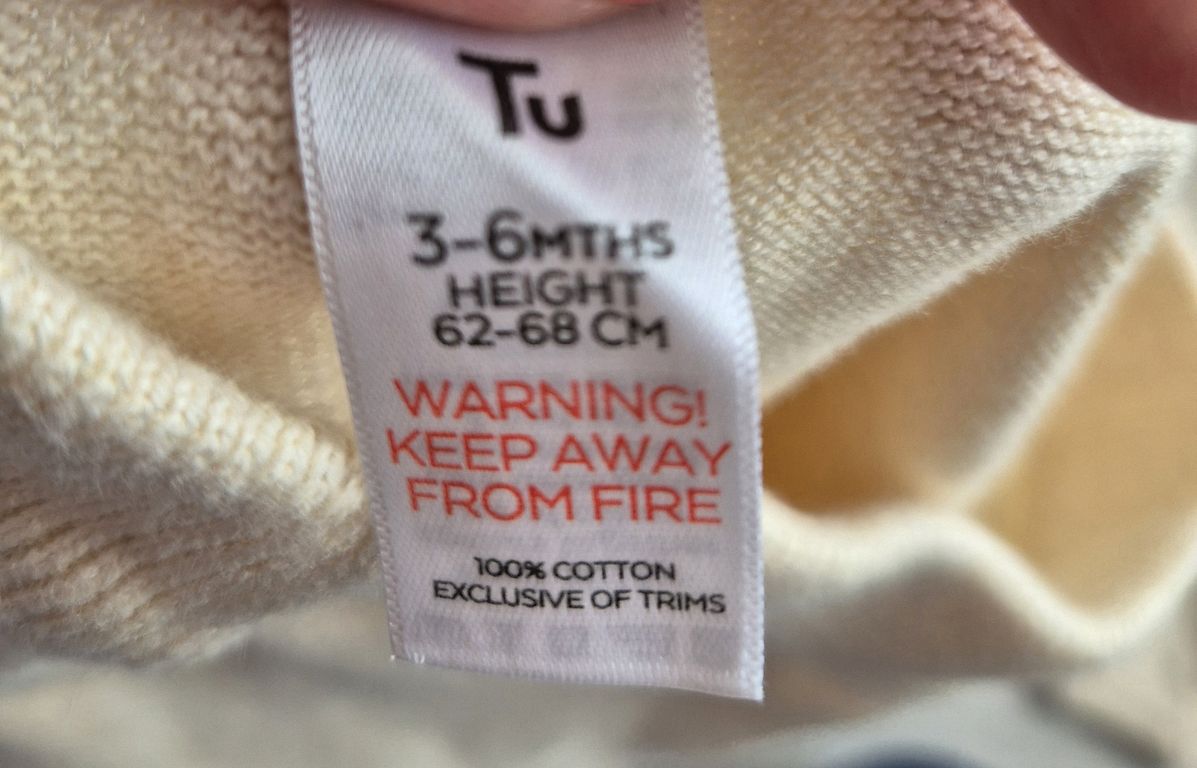 Tu
3-6MTHS
HEIGHT
62-68 CM
WARNING!
KEEP AWAY
FROM FIRE
100% COTTON
EXCLUSIVE OF TRIMS